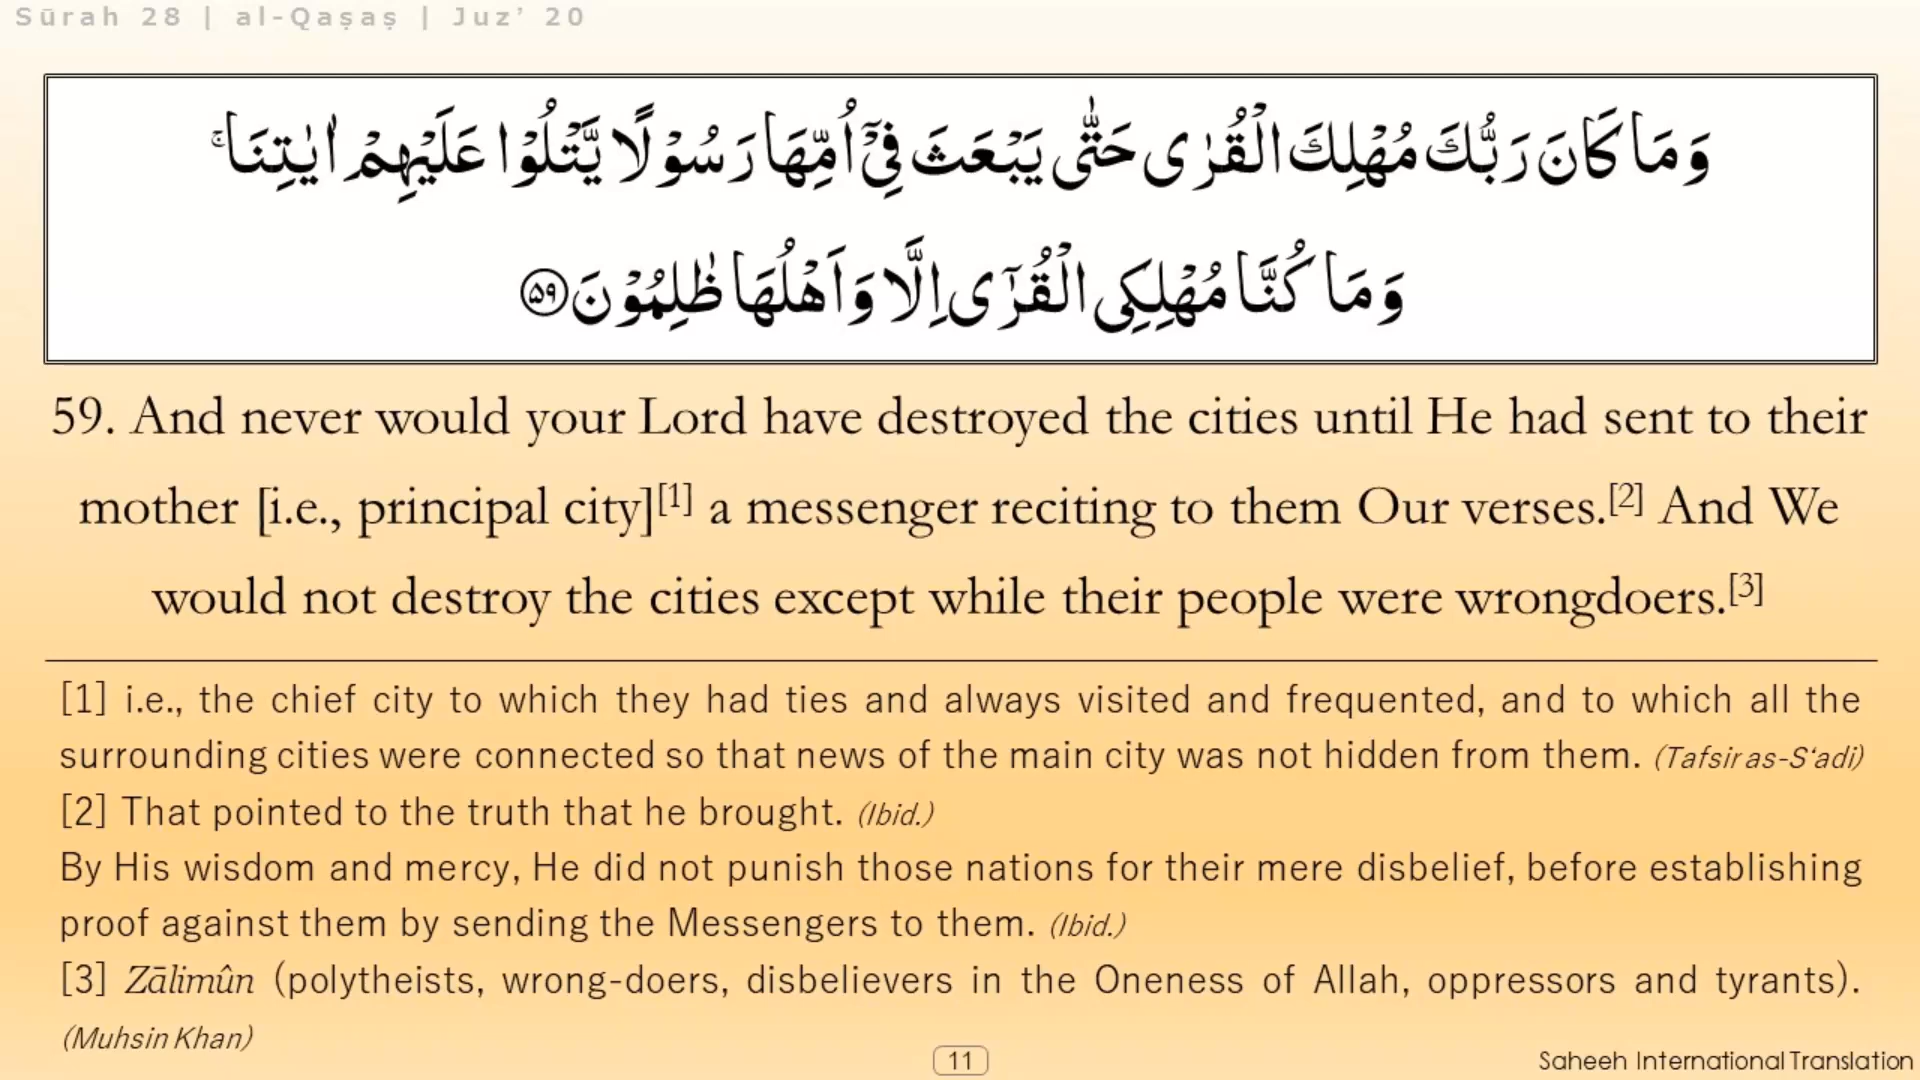 Sūrah 28 | al-Qaṣaṣ | Juz’ 20
وَمَا كَانَ رَبُّكَ مُهْلِكَ الْقُرٰى حَتّٰى يَبْعَثَ فِيْٓ اُمِّهَا رَسُوْلًا يَّتْلُوْا عَلَيْهِمْ اٰيٰتِنَا ۚ
وَمَا كُنَّا مُهْلِكِى الْقُرٰٓى اِلَّا وَاَهْلُهَا ظٰلِمُوْنَ ۝٥٩
59. And never would your Lord have destroyed the cities until He had sent to their
mother [i.e., principal city][1] a messenger reciting to them Our verses.[2] And We
would not destroy the cities except while their people were wrongdoers.[3]
[1] i.e., the chief city to which they had ties and always visited and frequented, and to which all the
surrounding cities were connected so that news of the main city was not hidden from them. (Tafsir as-S‘adi)
[2] That pointed to the truth that he brought. (Ibid.)
By His wisdom and mercy, He did not punish those nations for their mere disbelief, before establishing
proof against them by sending the Messengers to them. (Ibid.)
[3] Zālimûn (polytheists, wrong-doers, disbelievers in the Oneness of Allah, oppressors and tyrants).
(Muhsin Khan)
11
Saheeh International Translation